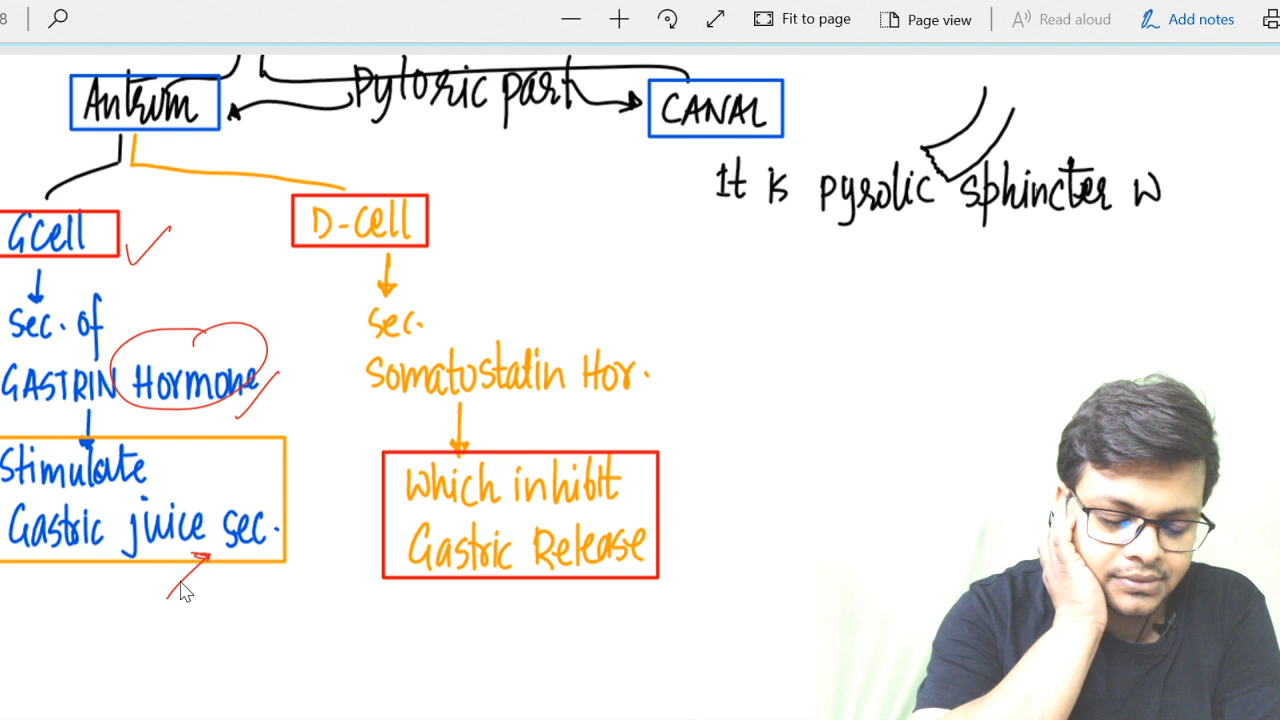 8
Fit to page
Page view
Read aloud
Add notes
Pyloric part
Antrum
CANAL
It is pyrolic sphincter w
GCell
D-Cell
Sec. of
GASTRIN Hormone
Sec.
Somatostatin Hor.
Stimulate
Gastric juice sec.
Which inhibit
Gastric Release